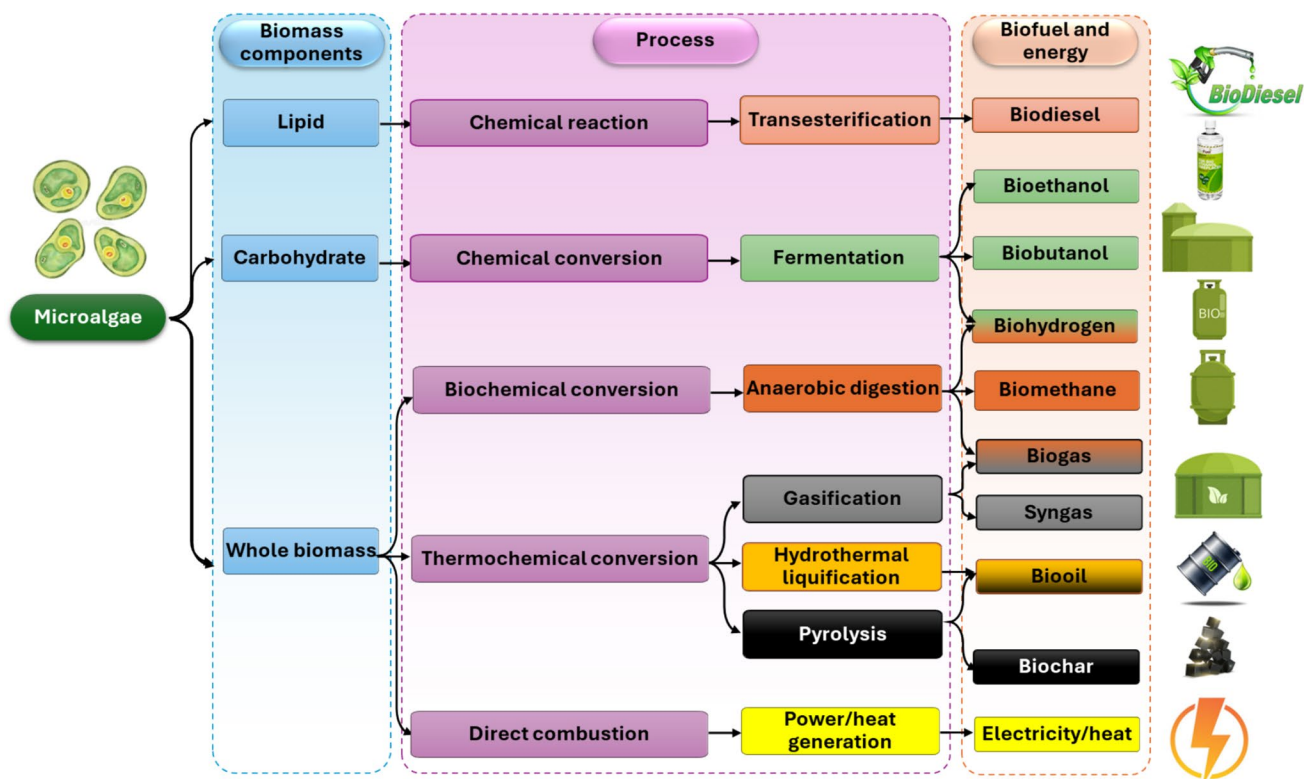 Biomass
components
Process
Biofuel and
energy
BioDiesel
Lipid
Chemical reaction
Transesterification
Biodiesel
Bioethanol
Carbohydrate
Chemical conversion
Fermentation
Biobutanol
Microalgae
BIO
Biohydrogen
Biochemical conversion
Anaerobic digestion
Biomethane
Biogas
Gasification
Syngas
Whole biomass
Thermochemical conversion
Hydrothermal
liquification
BIO
Biooil
Pyrolysis
Biochar
Direct combustion
Power/heat
generation
Electricity/heat